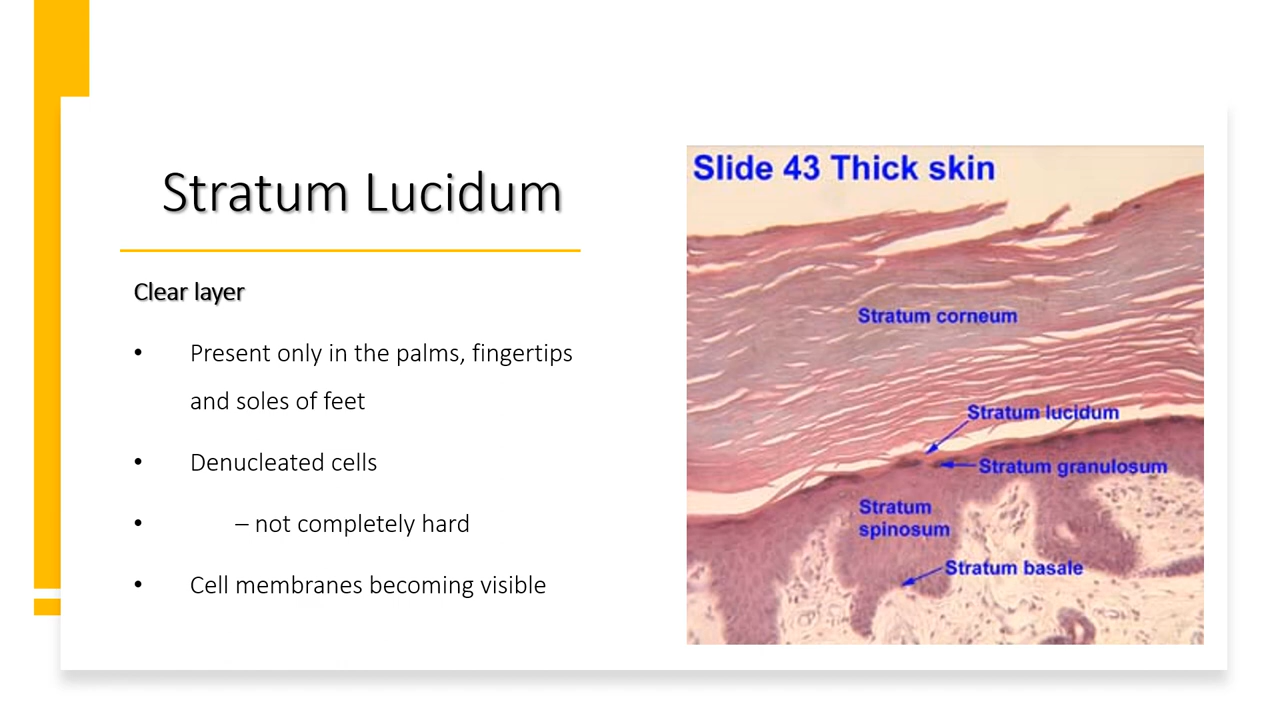 Stratum Lucidum
Clear layer
• Present only in the palms, fingertips
and soles of feet
• Denucleated cells
• – not completely hard
• Cell membranes becoming visible
Slide 43 Thick skin
Stratum corneum
Stratum lucidum
Stratum granulosum
Stratum
spinosum
Stratum basale